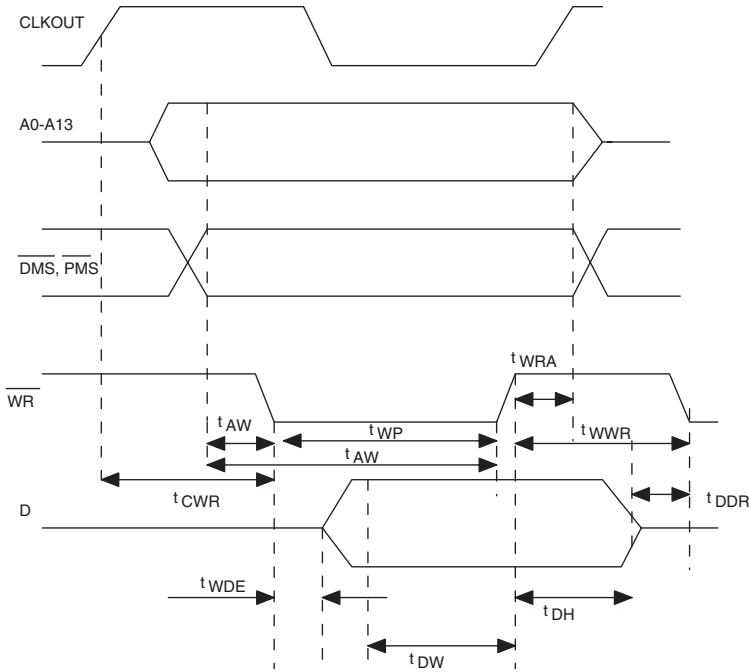 CLKOUT
A0-A13
DMS, PMS
t WRA
WR
t AW
t WP
t WWR
t AW
t CWR
t DDR
D
t WDE
t DH
t DW